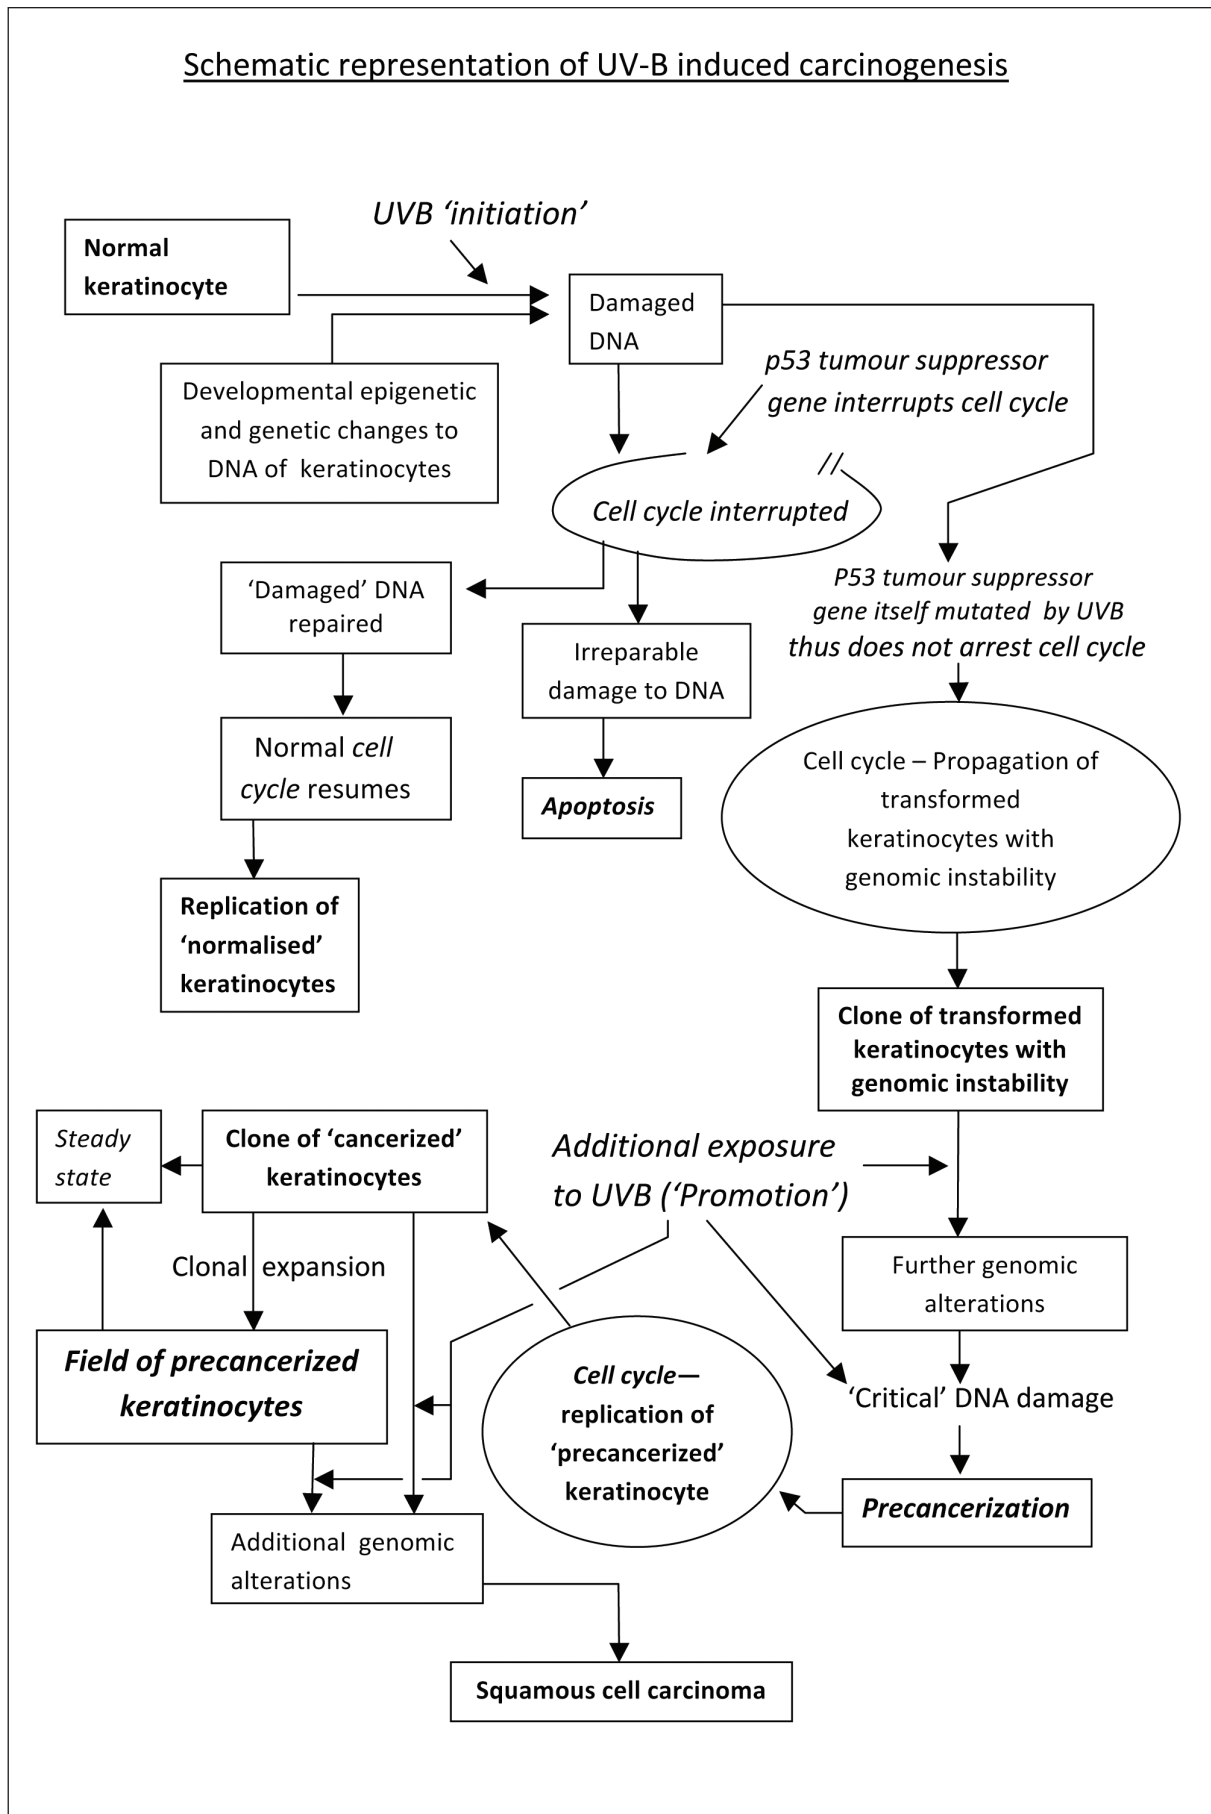 Schematic representation of UV-B induced carcinogenesis
UVB ‘initiation’
Normal
keratinocyte
Damaged
DNA
p53 tumour suppressor
gene interrupts cell cycle
Developmental epigenetic
and genetic changes to
DNA of keratinocytes
Cell cycle interrupted
‘Damaged’ DNA
repaired
P53 tumour suppressor
gene itself mutated by UVB
thus does not arrest cell cycle
Irreparable
damage to DNA
Normal cell
cycle resumes
Apoptosis
Cell cycle – Propagation of
transformed
keratinocytes with
genomic instability
Replication of
‘normalised’
keratinocytes
Clone of transformed
keratinocytes with
genomic instability
Steady
state
Clone of ‘cancerized’
keratinocytes
Additional exposure
to UVB (‘Promotion’)
Clonal expansion
Further genomic
alterations
Field of precancerized
keratinocytes
Cell cycle—
replication of
‘precancerized’
keratinocyte
‘Critical’ DNA damage
Precancerization
Additional genomic
alterations
Squamous cell carcinoma